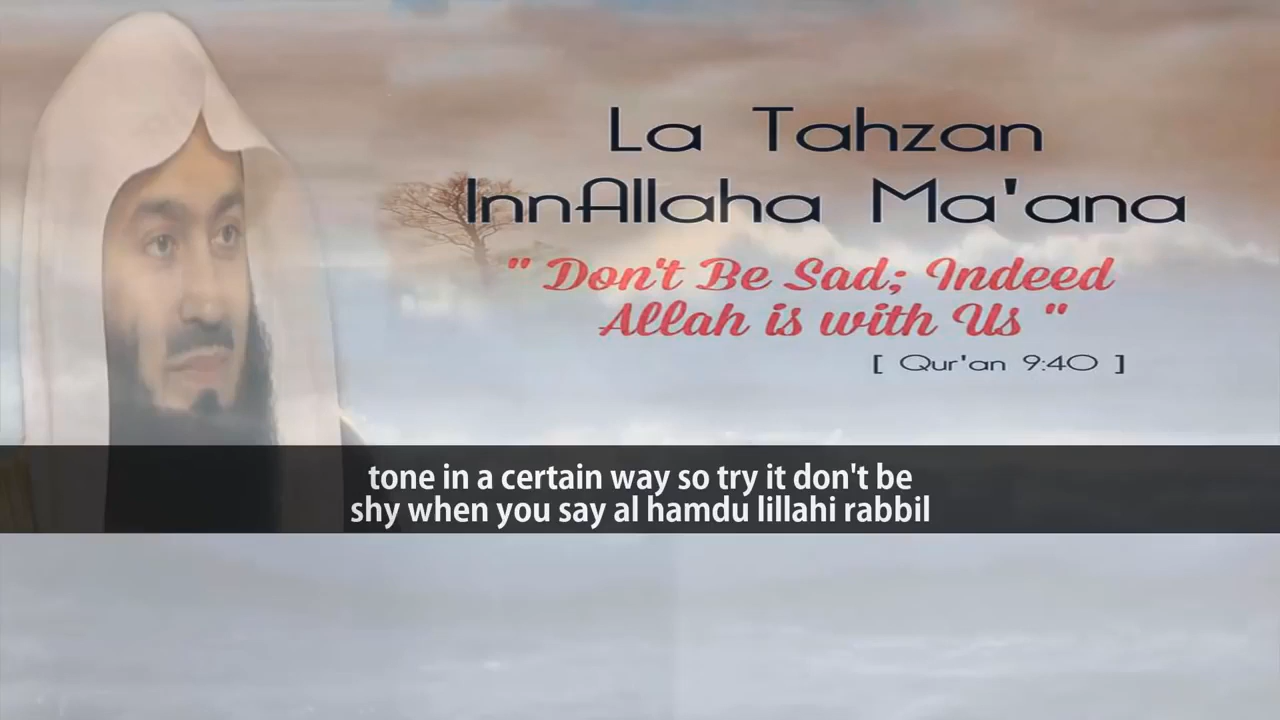 La Tahzan
InnAllaha Ma'ana
" Don't Be Sad; Indeed
Allah is with Us "
[ Qur'an 9:40 ]
tone in a certain way so try it don't be
shy when you say al hamdu lillahi rabbil